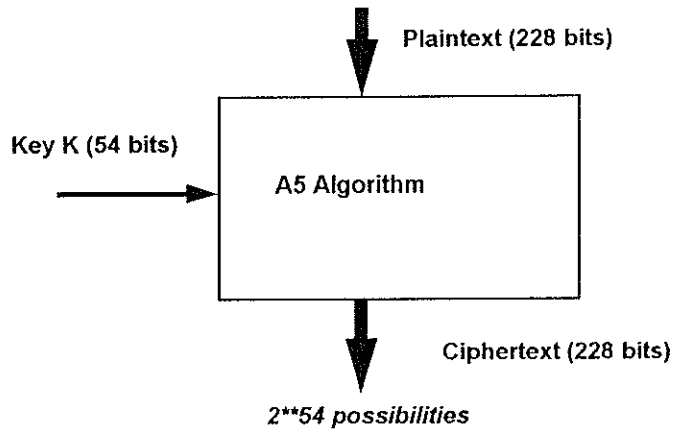 Plaintext (228 bits)
Key K (54 bits)
A5 Algorithm
Ciphertext (228 bits)
2**54 possibilities